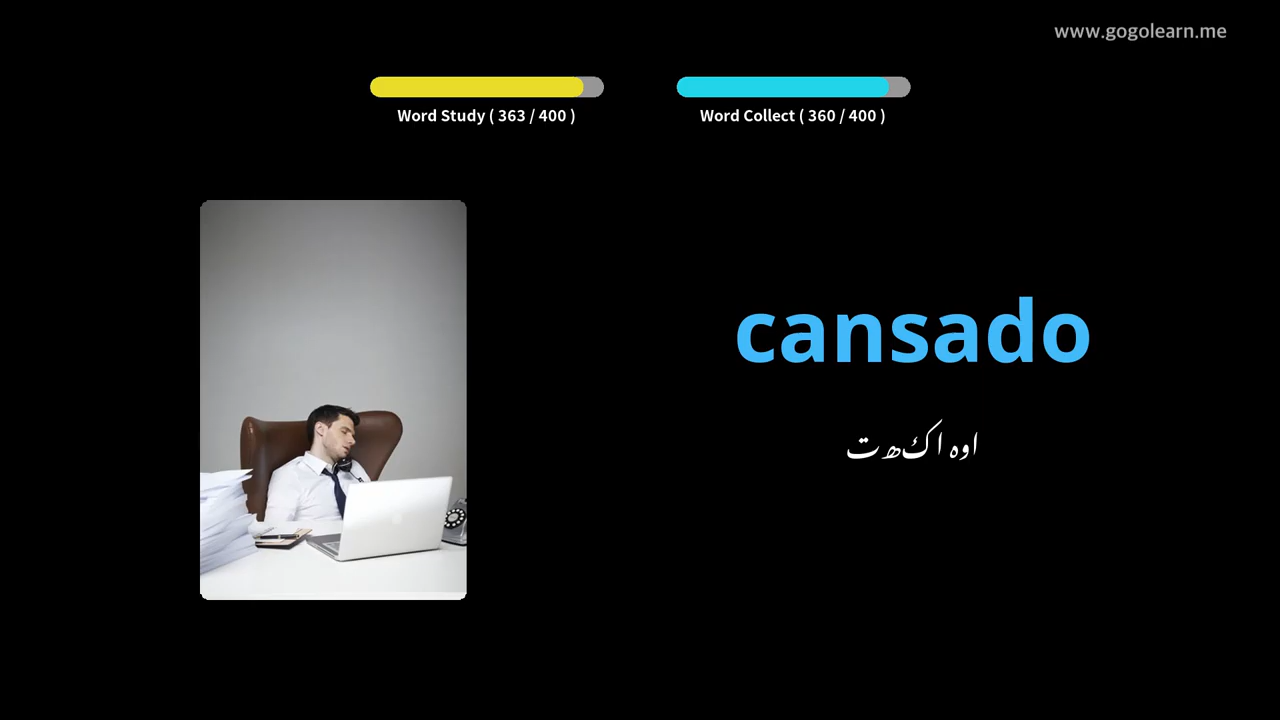 www.gogolearn.me
Word Study ( 363 / 400 )
Word Collect ( 360 / 400 )
cansado
اوہ اکھت